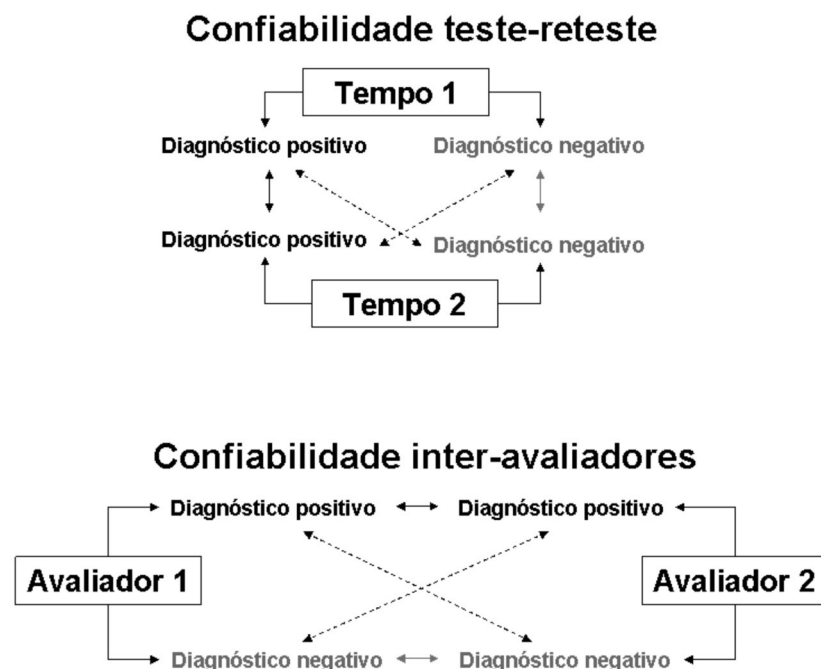 Confiabilidade teste-reteste
Tempo 1
Diagnóstico positivo Diagnóstico negativo
Diagnóstico positivo Diagnóstico negativo
Tempo 2
Confiabilidade inter-avaliadores
Diagnóstico positivo Diagnóstico positivo
Avaliador 1 Avaliador 2
Diagnóstico negativo Diagnóstico negativo